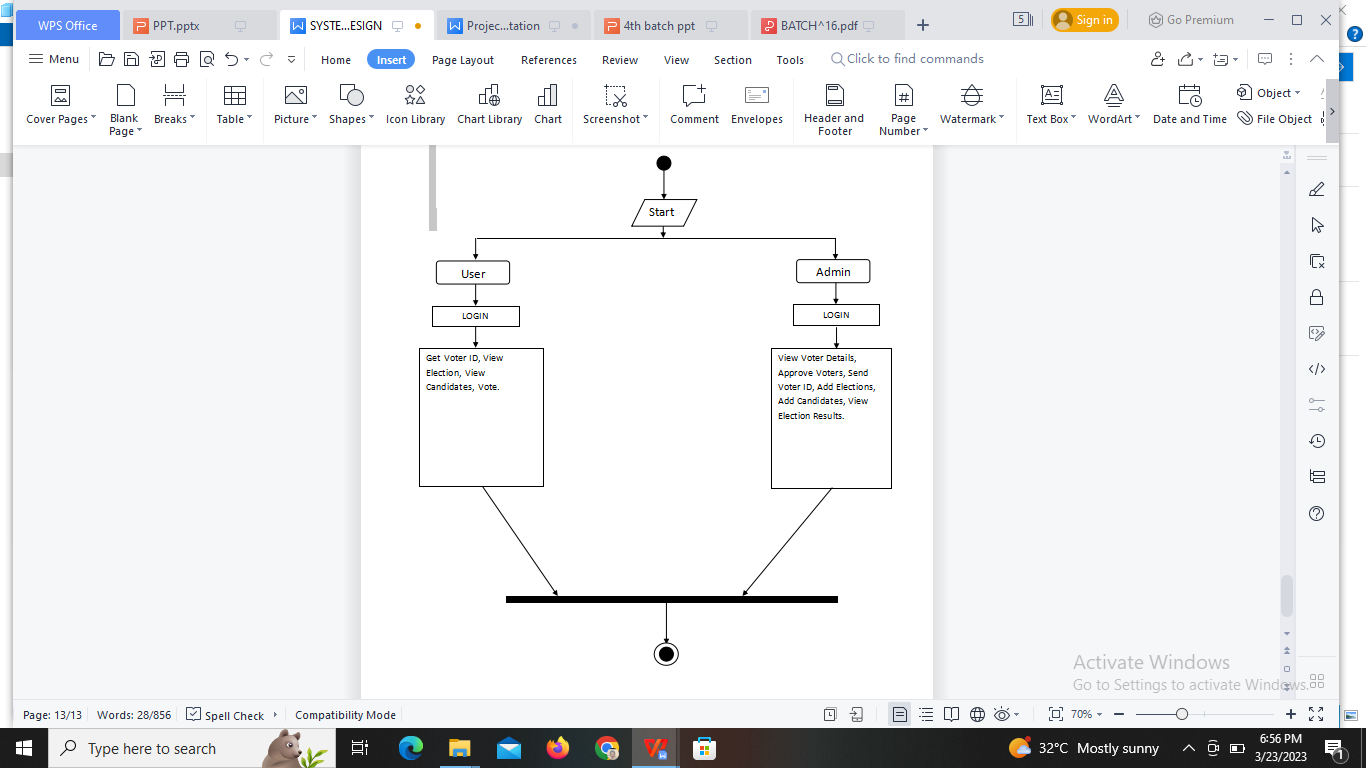 WPS Office
PPT.pptx
SYSTE...ESIGN
Projec...tation
4th batch ppt
BATCH^16.pdf
5
Sign in
Go Premium
Menu
Home
Insert
Page Layout
References
Review
View
Section
Tools
Click to find commands
Cover Pages
Blank
Page
Breaks
Table
Picture
Shapes
Icon Library
Chart Library
Chart
Screenshot
Comment
Envelopes
Header and
Footer
Page
Number
Watermark
Text Box
WordArt
Date and Time
Object
File Object
Start
User
Admin
LOGIN
LOGIN
Get Voter ID, View
Election, View
Candidates, Vote.
View Voter Details,
Approve Voters, Send
Voter ID, Add Elections,
Add Candidates, View
Election Results.
Activate Windows
Go to Settings to activate Windows.
Page: 13/13
Words: 28/856
Spell Check
Compatibility Mode
70%
Type here to search
32°C Mostly sunny
6:56 PM
3/23/2023
1